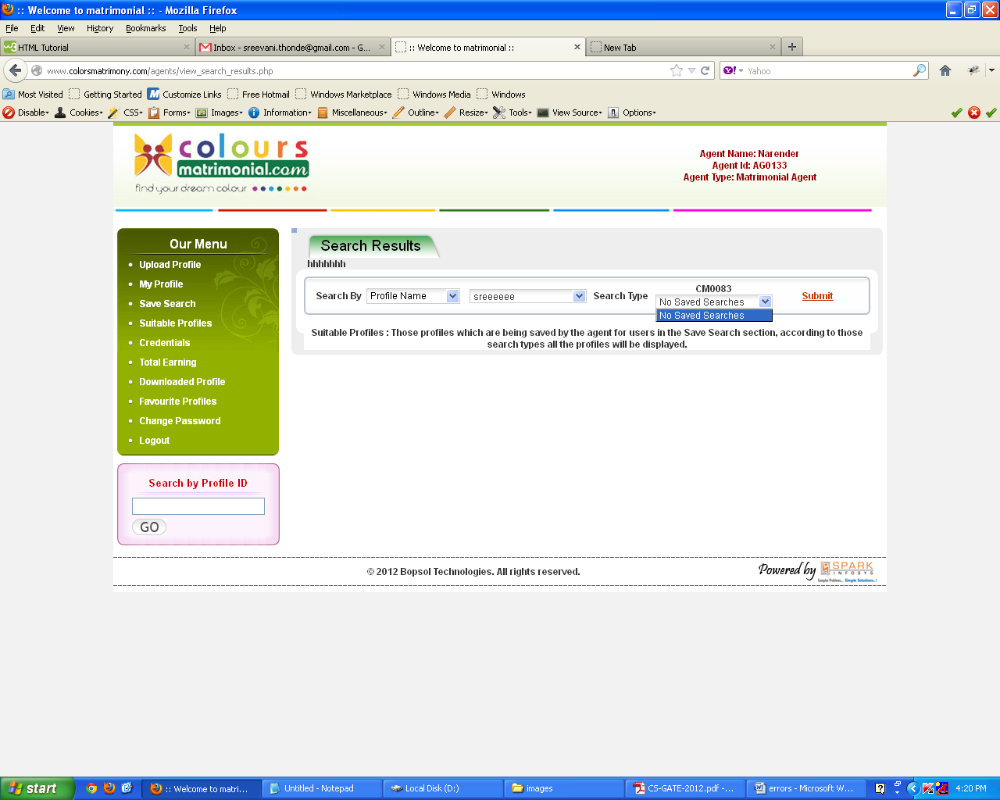 :: Welcome to matrimonial :: - Mozilla Firefox
File Edit View History Bookmarks Tools Help
HTML Tutorial
Inbox - sreevani.thonde@gmail.com - G...
:: Welcome to matrimonial ::
New Tab
www.colorsmatrimony.com/agents/view_search_results.php
Yahoo
Most Visited Getting Started Customize Links Free Hotmail Windows Marketplace Windows Media Windows
Disable Cookies CSS Forms Images Information Miscellaneous Outline Resize Tools View Source Options
colours
matrimonial.com
find your dream colour
Agent Name: Narender
Agent Id: AG0133
Agent Type: Matrimonial Agent
Our Menu
Upload Profile
My Profile
Save Search
Suitable Profiles
Credentials
Total Earning
Downloaded Profile
Favourite Profiles
Change Password
Logout
Search by Profile ID
GO
Search Results
hhhhhhh
Search By Profile Name sreeeeee Search Type
CM0083
No Saved Searches
No Saved Searches
Submit
Suitable Profiles : Those profiles which are being saved by the agent for users in the Save Search section, according to those
search types all the profiles will be displayed.
© 2012 Bopsol Technologies. All rights reserved.
Powered by SPARK
INFOSYS
Complex Problems... Simple Solutions..!
start
:: Welcome to matri...
Untitled - Notepad
Local Disk (D:)
images
CS-GATE-2012.pdf -...
errors - Microsoft W...
4:20 PM